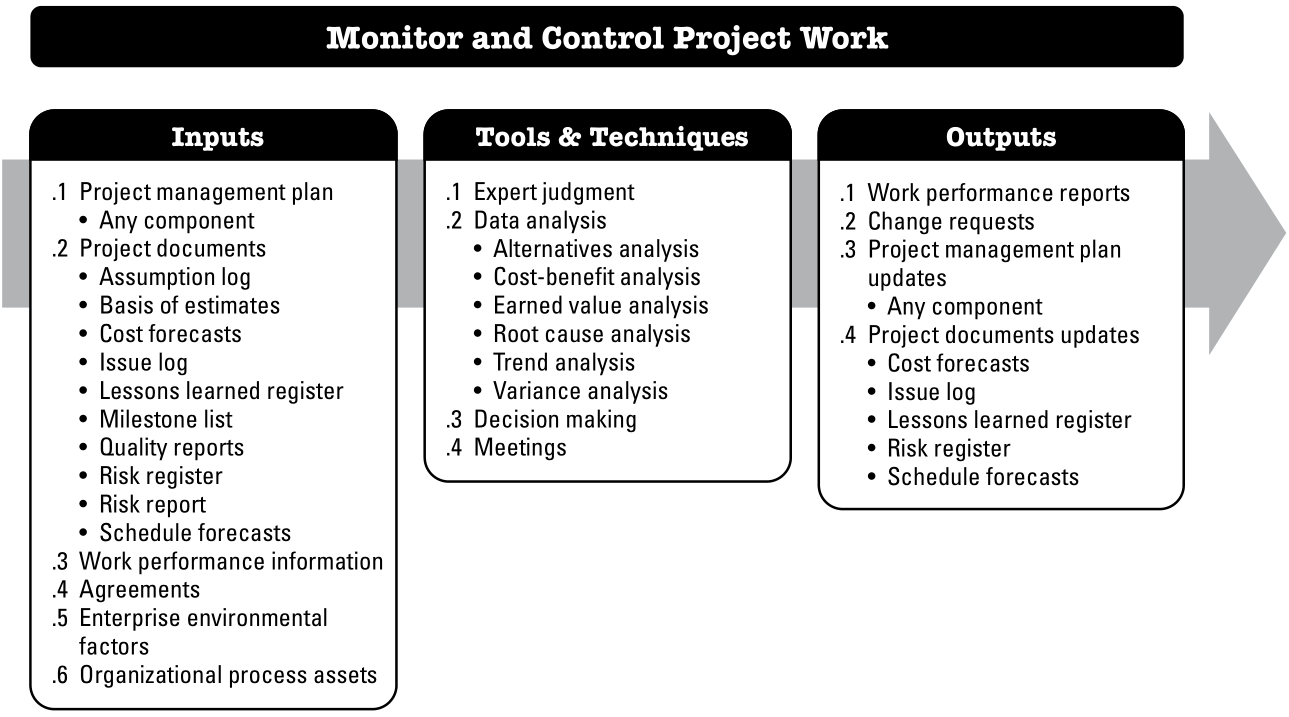 Monitor and Control Project Work
Inputs
.1 Project management plan
• Any component
.2 Project documents
• Assumption log
• Basis of estimates
• Cost forecasts
• Issue log
• Lessons learned register
• Milestone list
• Quality reports
• Risk register
• Risk report
• Schedule forecasts
.3 Work performance information
.4 Agreements
.5 Enterprise environmental
factors
.6 Organizational process assets
Tools & Techniques
.1 Expert judgment
.2 Data analysis
• Alternatives analysis
• Cost-benefit analysis
• Earned value analysis
• Root cause analysis
• Trend analysis
• Variance analysis
.3 Decision making
.4 Meetings
Outputs
.1 Work performance reports
.2 Change requests
.3 Project management plan
updates
• Any component
.4 Project documents updates
• Cost forecasts
• Issue log
• Lessons learned register
• Risk register
• Schedule forecasts